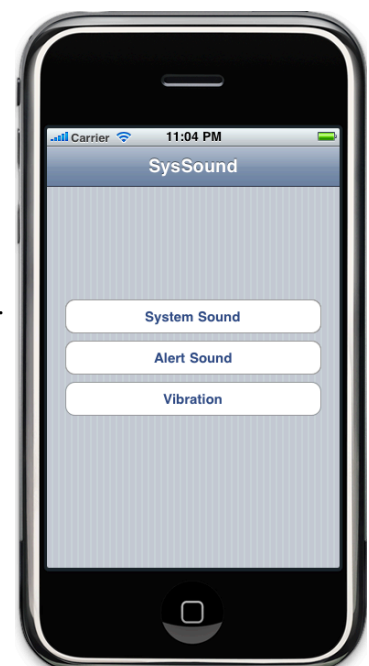 Carrier 11:04 PM
SysSound
System Sound
Alert Sound
Vibration